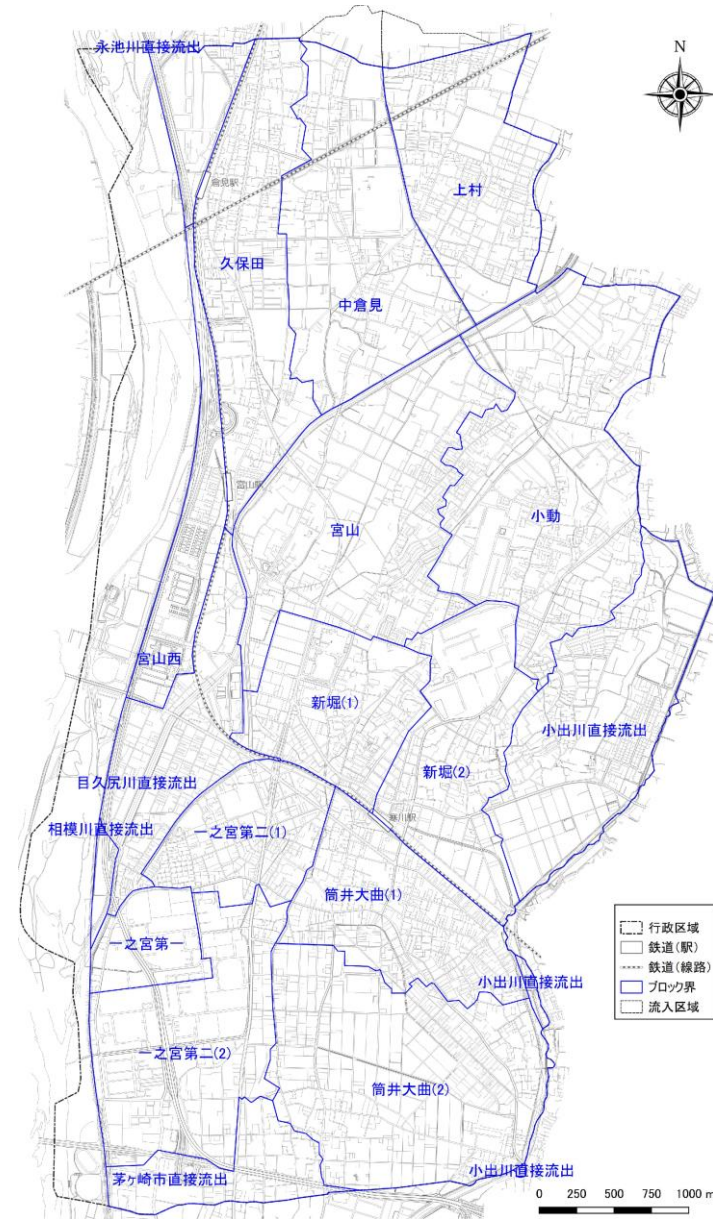 永池川直接流出
N
倉見駅
上村
久保田
中倉見
宮山駅
宮山
小動
宮山西
新堀(1)
小出川直接流出
目久尻川直接流出
新堀(2)
相模川直接流出
一之宮第二(1)
寒川駅
筒井大曲(1)
一之宮第一
小出川直接流出
一之宮第二(2)
筒井大曲(2)
茅ヶ崎市直接流出
小出川直接流出
行政区域
鉄道(駅)
鉄道(線路)
ブロック界
流入区域
0 250 500 750 1000 m